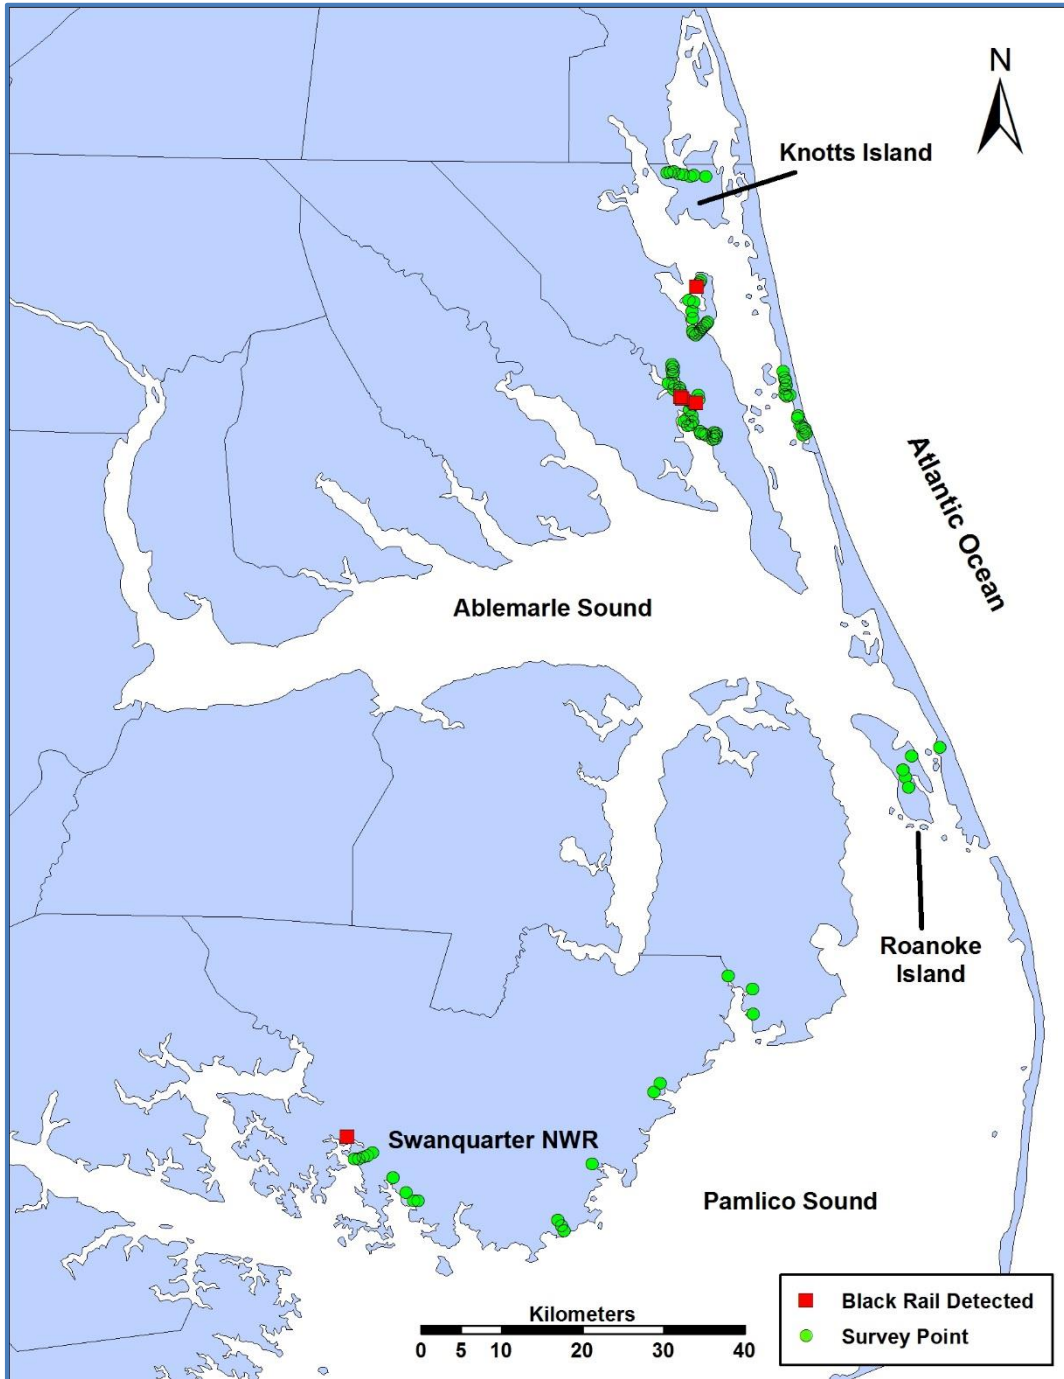 N
Knotts Island
Atlantic Ocean
Ablemarle Sound
Roanoke
Island
Swanquarter NWR
Pamlico Sound
Kilometers
0 5 10 20 30 40
Black Rail Detected
Survey Point